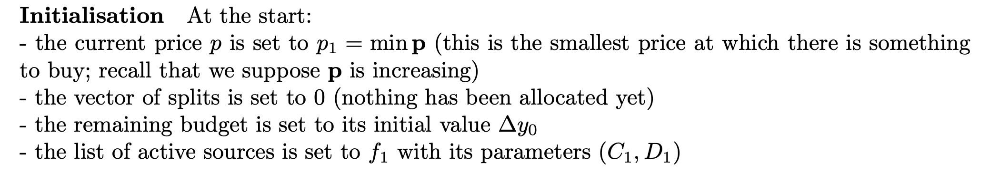 Initialisation At the start:
- the current price p is set to p₁ = min p (this is the smallest price at which there is something
to buy; recall that we suppose p is increasing)
- the vector of splits is set to 0 (nothing has been allocated yet)
- the remaining budget is set to its initial value Δy₀
- the list of active sources is set to f₁ with its parameters (C₁, D₁)